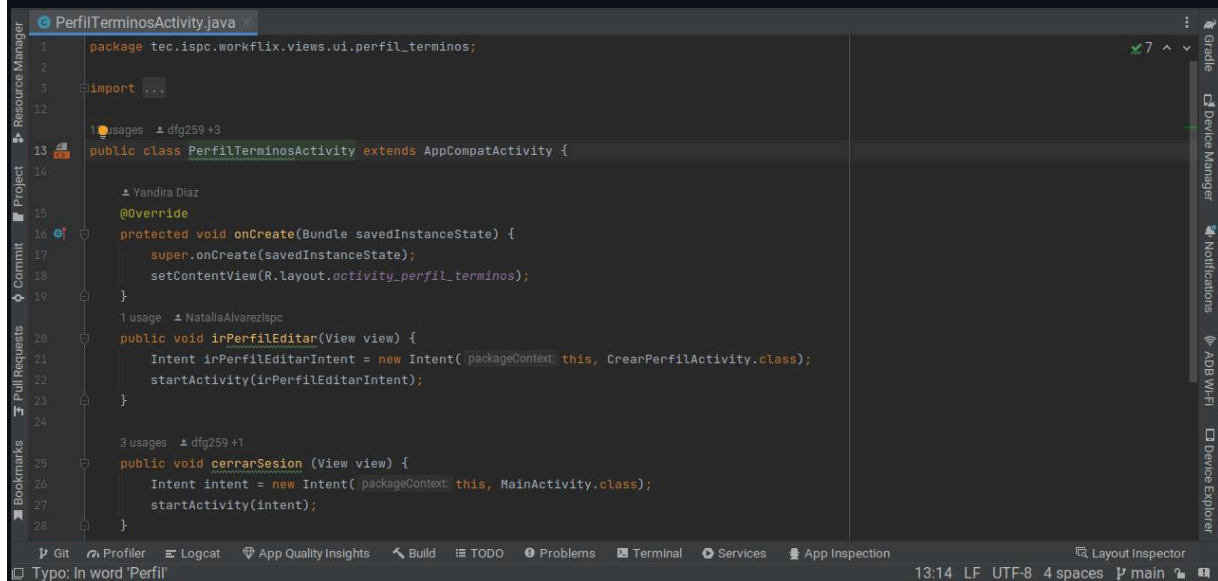 PerfilTerminosActivity.java
Resource Manager
Project
Commit
Pull Requests
Bookmarks
1 package tec.ispc.workflix.views.ui.perfil_terminos;
7
2
3 import ...
12
usages dfg259 +3
13 public class PerfilTerminosActivity extends AppCompatActivity {
14
Yandira Diaz
15 @Override
16 protected void onCreate(Bundle savedInstanceState) {
17 super.onCreate(savedInstanceState);
18 setContentView(R.layout.activity_perfil_terminos);
19 }
1 usage NataliaAlvarezIspc
20 public void irPerfilEditar(View view) {
21 Intent irPerfilEditarIntent = new Intent( packageContext: this, CrearPerfilActivity.class);
22 startActivity(irPerfilEditarIntent);
23 }
24
3 usages dfg259 +1
25 public void cerrarSesion (View view) {
26 Intent intent = new Intent( packageContext: this, MainActivity.class);
27 startActivity(intent);
28 }
Gradle
Device Manager
Notifications
ADB Wi-Fi
Device Explorer
Git Profiler Logcat App Quality Insights Build TODO Problems Terminal Services App Inspection Layout Inspector
Typo: In word 'Perfil' 13:14 LF UTF-8 4 spaces main